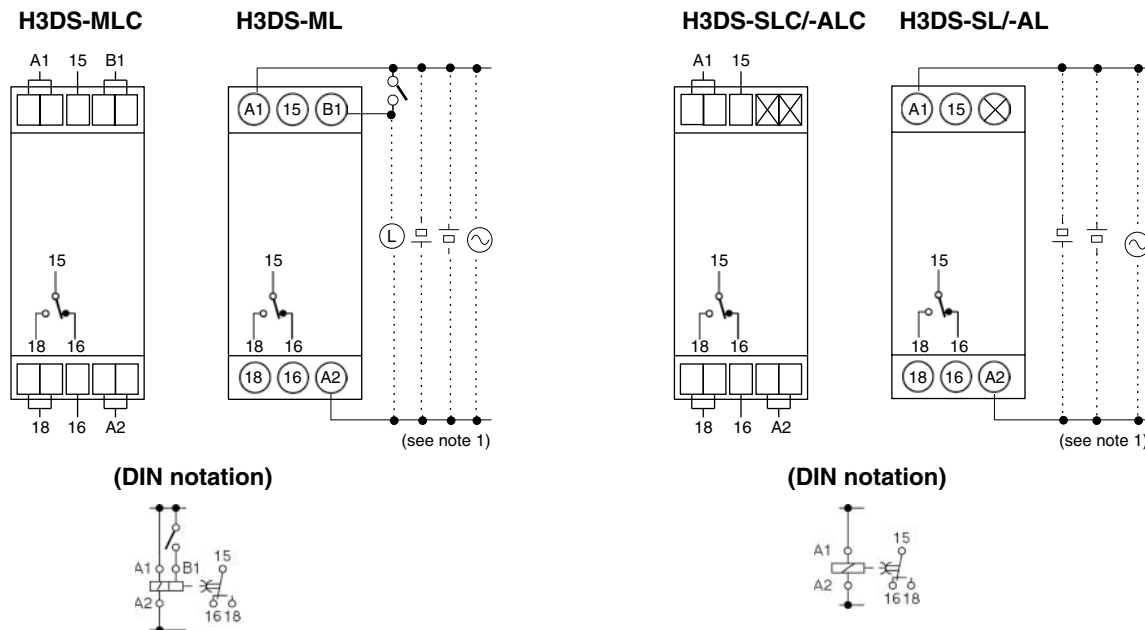 H3DS-MLC H3DS-ML H3DS-SLC/-ALC H3DS-SL/-AL
A1 15 B1
A1 15
A1 15 B1
A1 15
L
15
15
15
15
18 16
18 16
18 16
18 16
18 16 A2
18 16 A2
18 16 A2
18 16 A2
(see note 1)
(see note 1)
(DIN notation)
(DIN notation)
15
A1 B1
A2
16 18
15
A1
A2
16 18